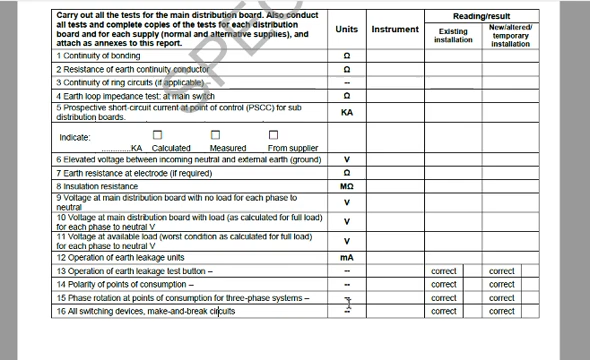 Carry out all the tests for the main distribution board. Also conduct
all tests and complete copies of the tests for each distribution
board and for each supply (normal and alternative supplies), and
attach as annexes to this report.
Units
Instrument
Reading/result
Existing
installation
New/altered/
temporary
installation
1 Continuity of bonding Ω
2 Resistance of earth continuity conductor Ω
3 Continuity of ring circuits (if applicable) – --
4 Earth loop impedance test: at main switch Ω
5 Prospective short-circuit current at point of control (PSCC) for sub
distribution boards. KA
Indicate:
..............KA Calculated Measured From supplier
6 Elevated voltage between incoming neutral and external earth (ground) V
7 Earth resistance at electrode (if required) Ω
8 Insulation resistance MΩ
9 Voltage at main distribution board with no load for each phase to
neutral V
10 Voltage at main distribution board with load (as calculated for full load)
for each phase to neutral V V
11 Voltage at available load (worst condition as calculated for full load)
for each phase to neutral V V
12 Operation of earth leakage units mA
13 Operation of earth leakage test button – -- correct correct
14 Polarity of points of consumption – -- correct correct
15 Phase rotation at points of consumption for three-phase systems – -- correct correct
16 All switching devices, make-and-break circuits -- correct correct
SPEC